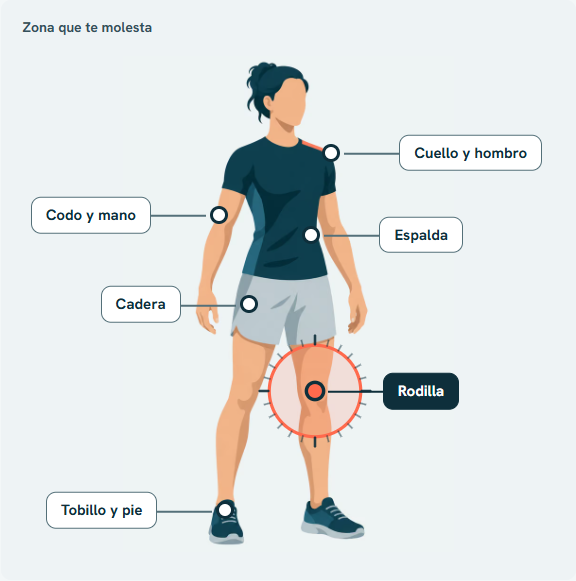 Zona que te molesta
Cuello y hombro
Codo y mano
Espalda
Cadera
Rodilla
Tobillo y pie